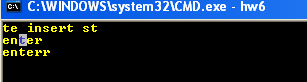 C:\WINDOWS\system32\CMD.exe - hw6
te insert st
enter
enterr